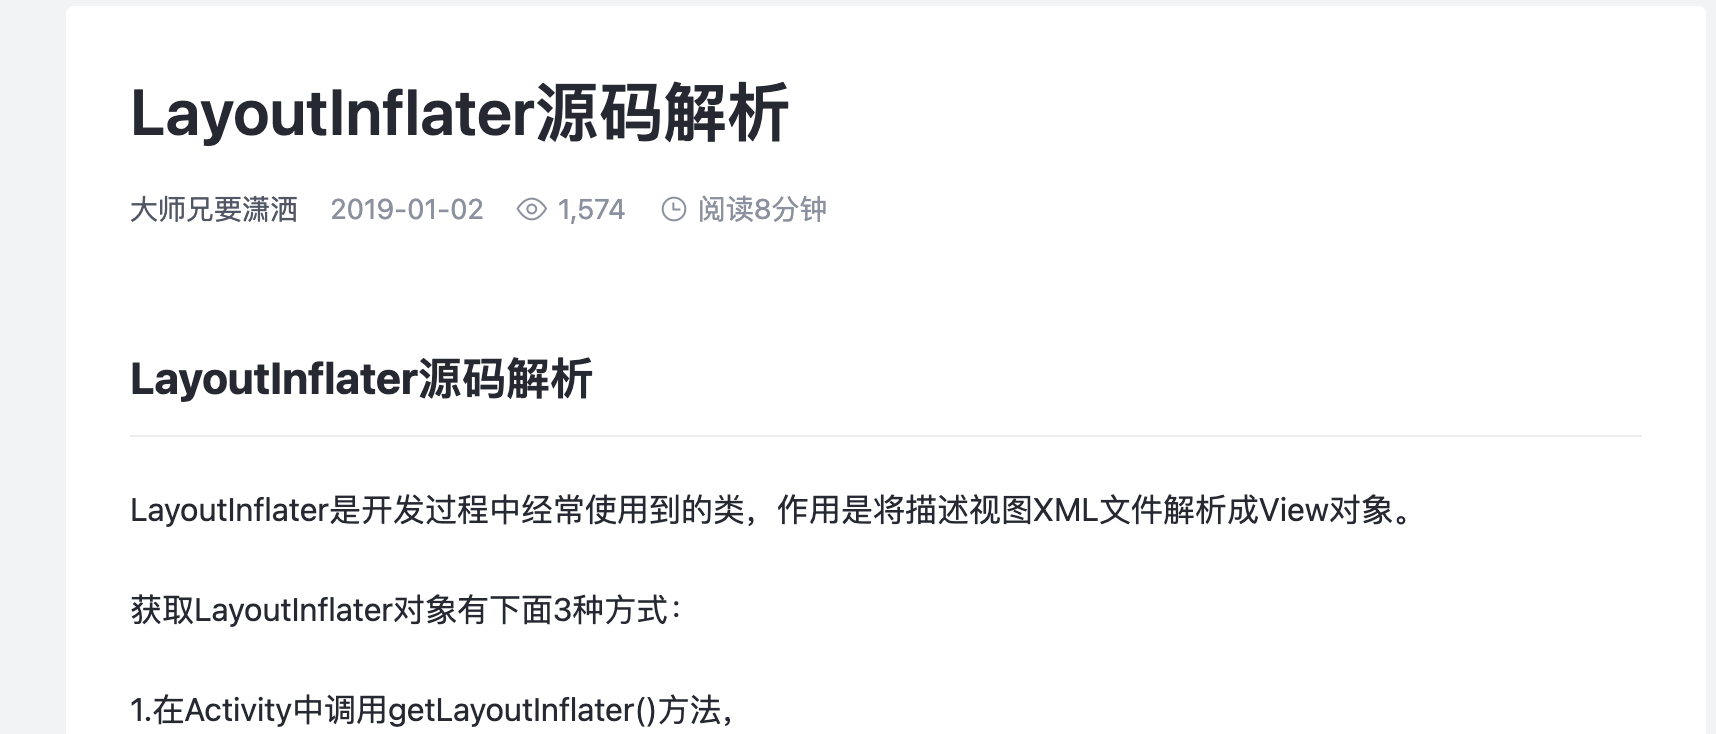 LayoutInflater源码解析
大师兄要潇洒 2019-01-02 1,574 阅读8分钟
LayoutInflater源码解析
LayoutInflater是开发过程中经常使用到的类，作用是将描述视图XML文件解析成View对象。
获取LayoutInflater对象有下面3种方式：
1.在Activity中调用getLayoutInflater()方法，